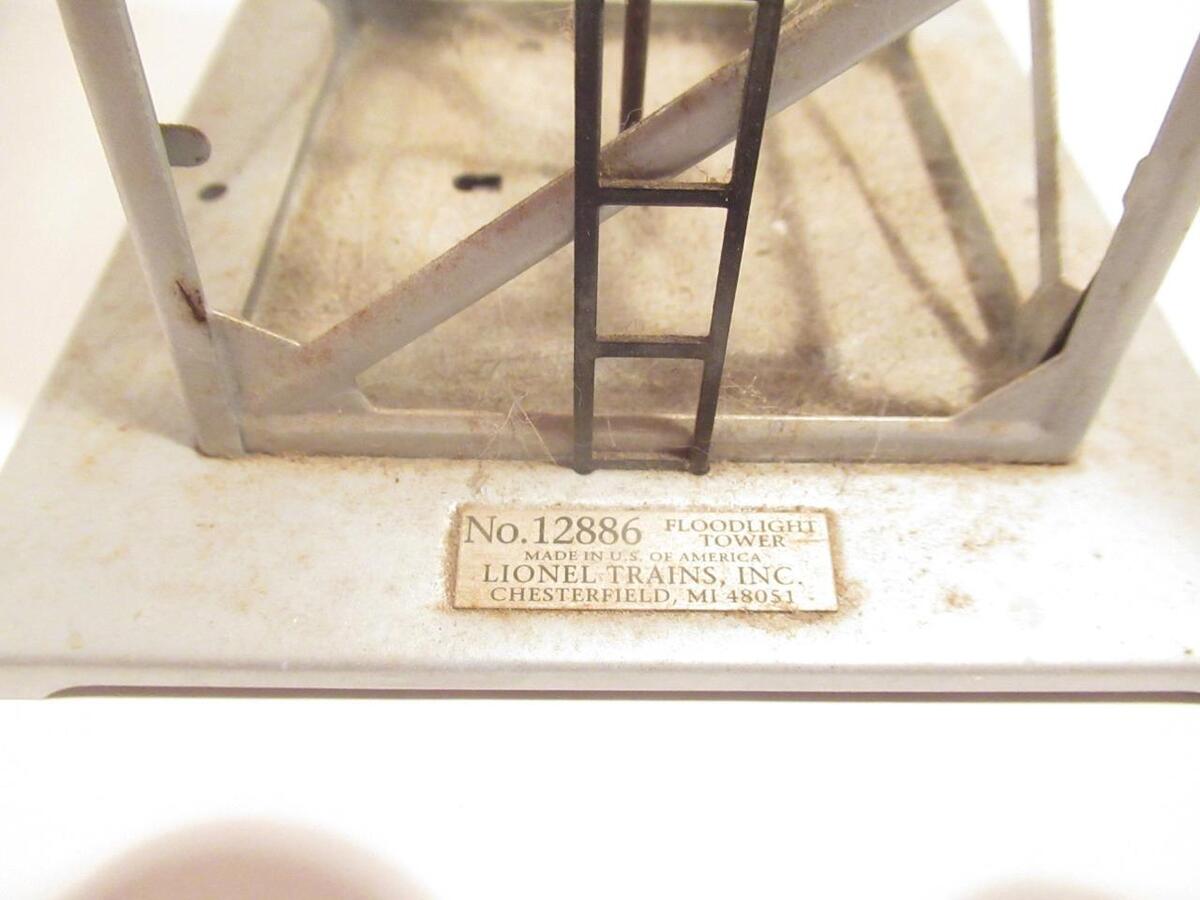 No. 12886 FLOODLIGHT
TOWER
MADE IN U.S. OF AMERICA
LIONEL TRAINS, INC.
CHESTERFIELD, MI 48051